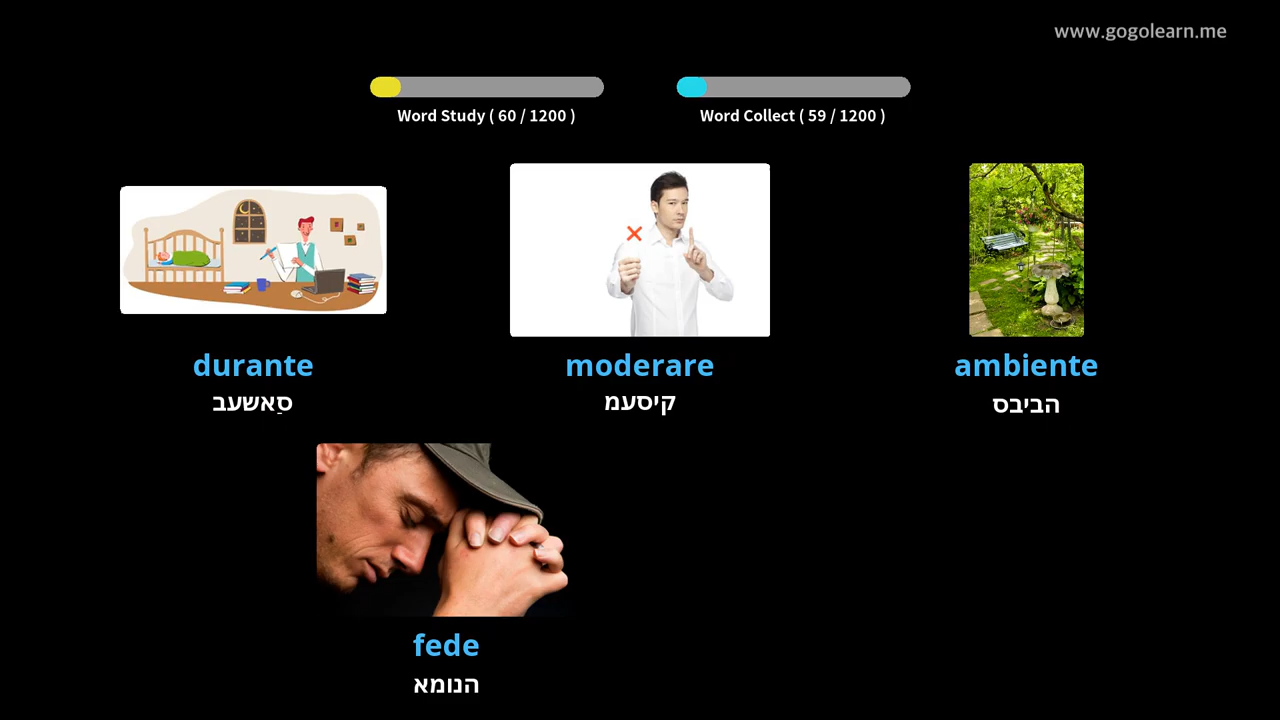 www.gogolearn.me
Word Study ( 60 / 1200 )
Word Collect ( 59 / 1200 )
durante
סַאשעב
moderare
קיסעמ
ambiente
הביבס
fede
הנומא